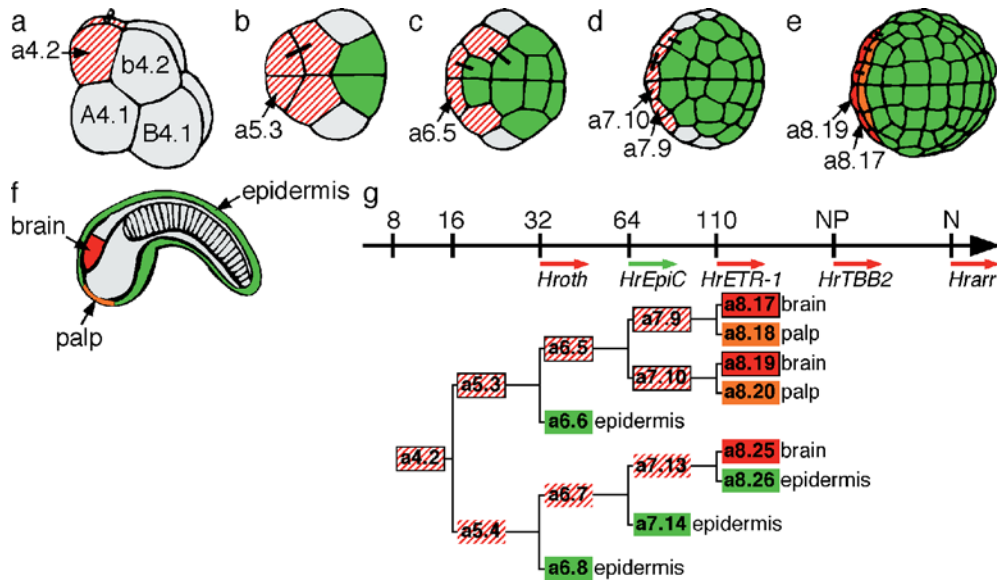 a
a4.2
b4.2
A4.1
B4.1
b
a5.3
c
a6.5
d
a7.10
a7.9
e
a8.19
a8.17
f
epidermis
brain
palp
g
8 16 32 64 110 NP N
Hroth HrEpiC HrETR-1 HrTBB2 Hrarr
a8.17 brain
a7.9
a8.18 palp
a6.5
a8.19 brain
a7.10
a5.3
a8.20 palp
a6.6 epidermis
a4.2
a8.25 brain
a7.13
a8.26 epidermis
a6.7
a7.14 epidermis
a5.4
a6.8 epidermis